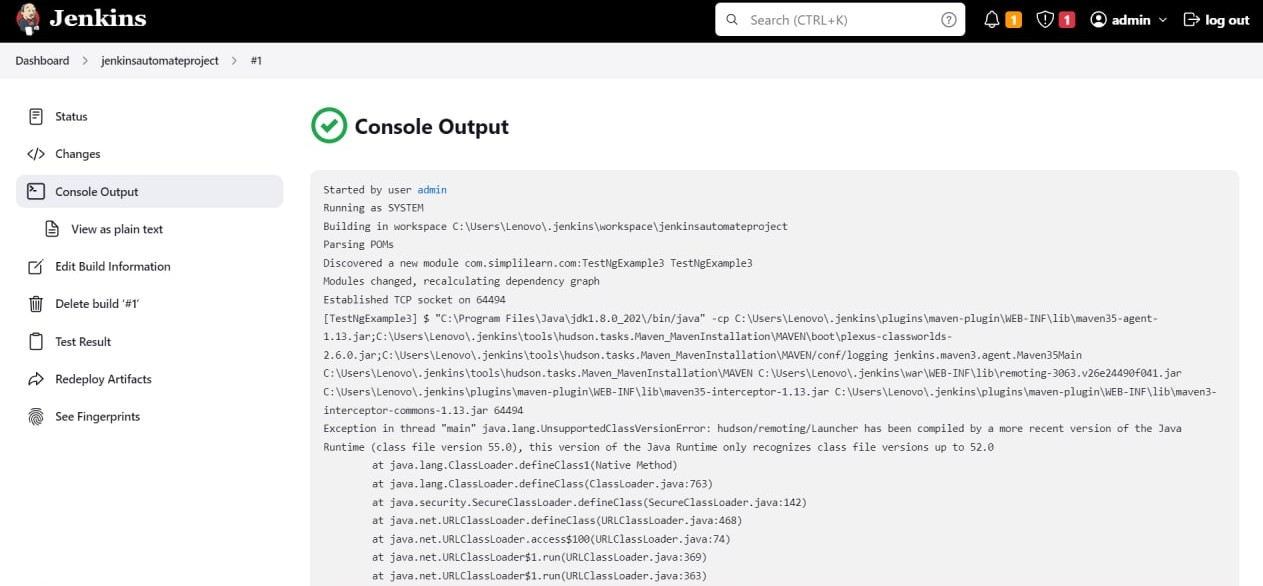 Jenkins
Search (CTRL+K)
1
1
admin
log out
Dashboard > jenkinsautomateproject > #1
Status
Changes
Console Output
View as plain text
Edit Build Information
Delete build '#1'
Test Result
Redeploy Artifacts
See Fingerprints
Console Output
Started by user admin
Running as SYSTEM
Building in workspace C:\Users\Lenovo\.jenkins\workspace\jenkinsautomateproject
Parsing POMs
Discovered a new module com.simplilearn.com:TestNgExample3 TestNgExample3
Modules changed, recalculating dependency graph
Established TCP socket on 64494
[TestNgExample3] $ "C:\Program Files\Java\jdk1.8.0_202\/bin/java" -cp C:\Users\Lenovo\.jenkins\plugins\maven-plugin\WEB-INF\lib\maven35-agent-
1.13.jar;C:\Users\Lenovo\.jenkins\tools\hudson.tasks.Maven_MavenInstallation\MAVEN\boot\plexus-classworlds-
2.6.0.jar;C:\Users\Lenovo\.jenkins\tools\hudson.tasks.Maven_MavenInstallation\MAVEN/conf/logging jenkins.maven3.agent.Maven35Main
C:\Users\Lenovo\.jenkins\tools\hudson.tasks.Maven_MavenInstallation\MAVEN C:\Users\Lenovo\.jenkins\war\WEB-INF\lib\remoting-3063.v26e24490f041.jar
C:\Users\Lenovo\.jenkins\plugins\maven-plugin\WEB-INF\lib\maven35-interceptor-1.13.jar C:\Users\Lenovo\.jenkins\plugins\maven-plugin\WEB-INF\lib\maven3-
interceptor-commons-1.13.jar 64494
Exception in thread "main" java.lang.UnsupportedClassVersionError: hudson/remoting/Launcher has been compiled by a more recent version of the Java
Runtime (class file version 55.0), this version of the Java Runtime only recognizes class file versions up to 52.0
at java.lang.ClassLoader.defineClass1(Native Method)
at java.lang.ClassLoader.defineClass(ClassLoader.java:763)
at java.security.SecureClassLoader.defineClass(SecureClassLoader.java:142)
at java.net.URLClassLoader.defineClass(URLClassLoader.java:468)
at java.net.URLClassLoader.access$100(URLClassLoader.java:74)
at java.net.URLClassLoader$1.run(URLClassLoader.java:369)
at java.net.URLClassLoader$1.run(URLClassLoader.java:363)